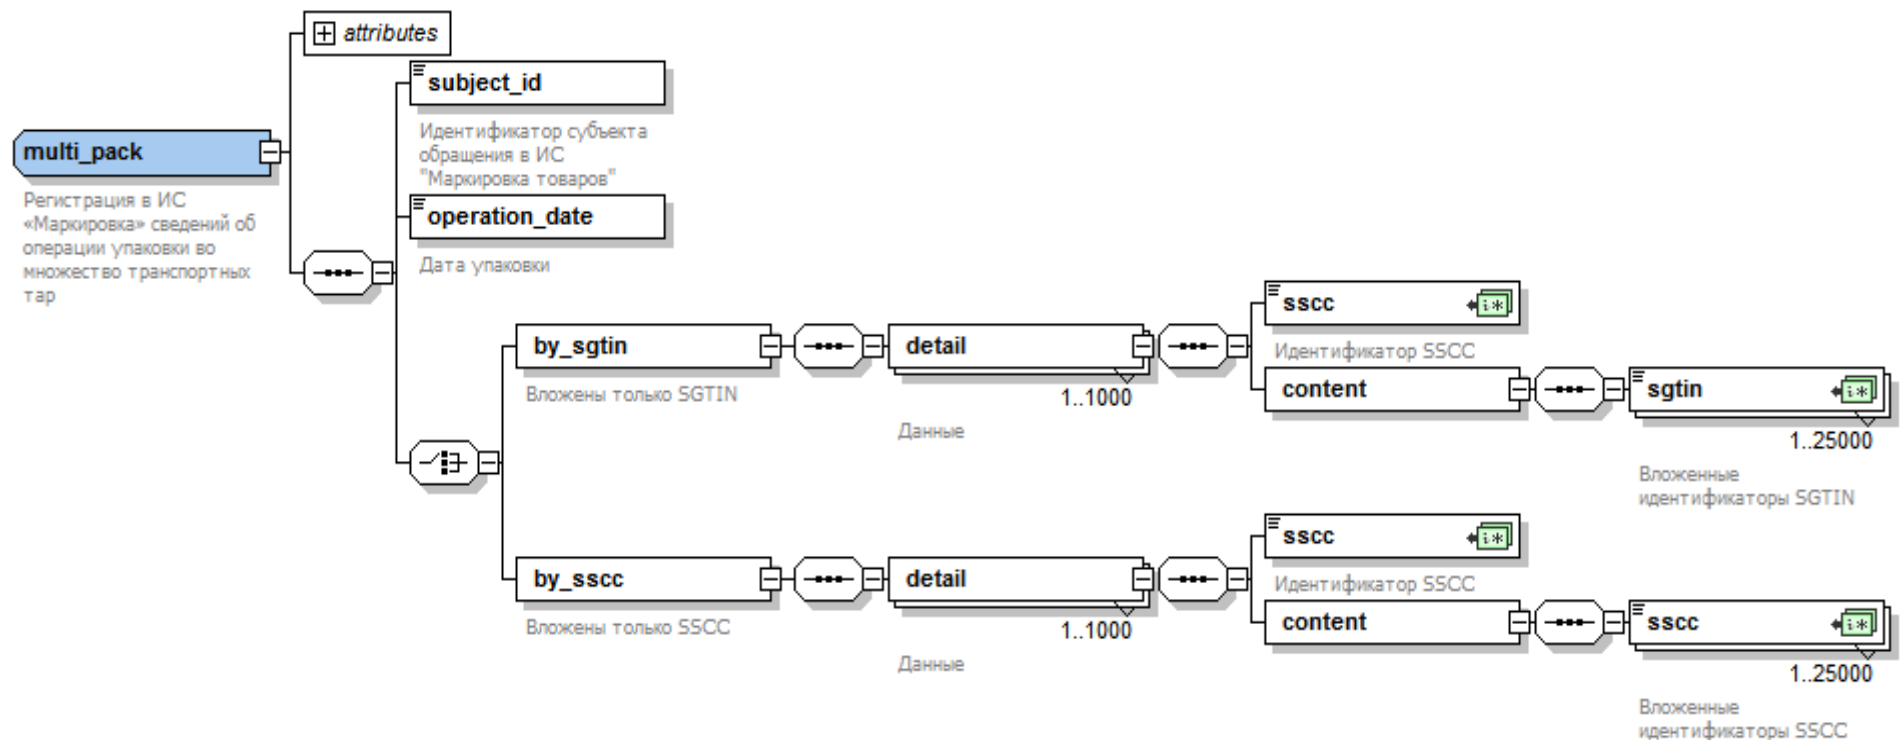 attributes
subject_id
Идентификатор субъекта
обращения в ИС
"Маркировка товаров"
multi_pack
Регистрация в ИС
«Маркировка» сведений об
операции упаковки во
множество транспортных
тар
operation_date
Дата упаковки
by_sgtin
Вложены только SGTIN
detail
1..1000
Данные
sscc
Идентификатор SSCC
content
sgtin
1..25000
Вложенные
идентификаторы SGTIN
by_sscc
Вложены только SSCC
detail
1..1000
Данные
sscc
Идентификатор SSCC
content
sscc
1..25000
Вложенные
идентификаторы SSCC